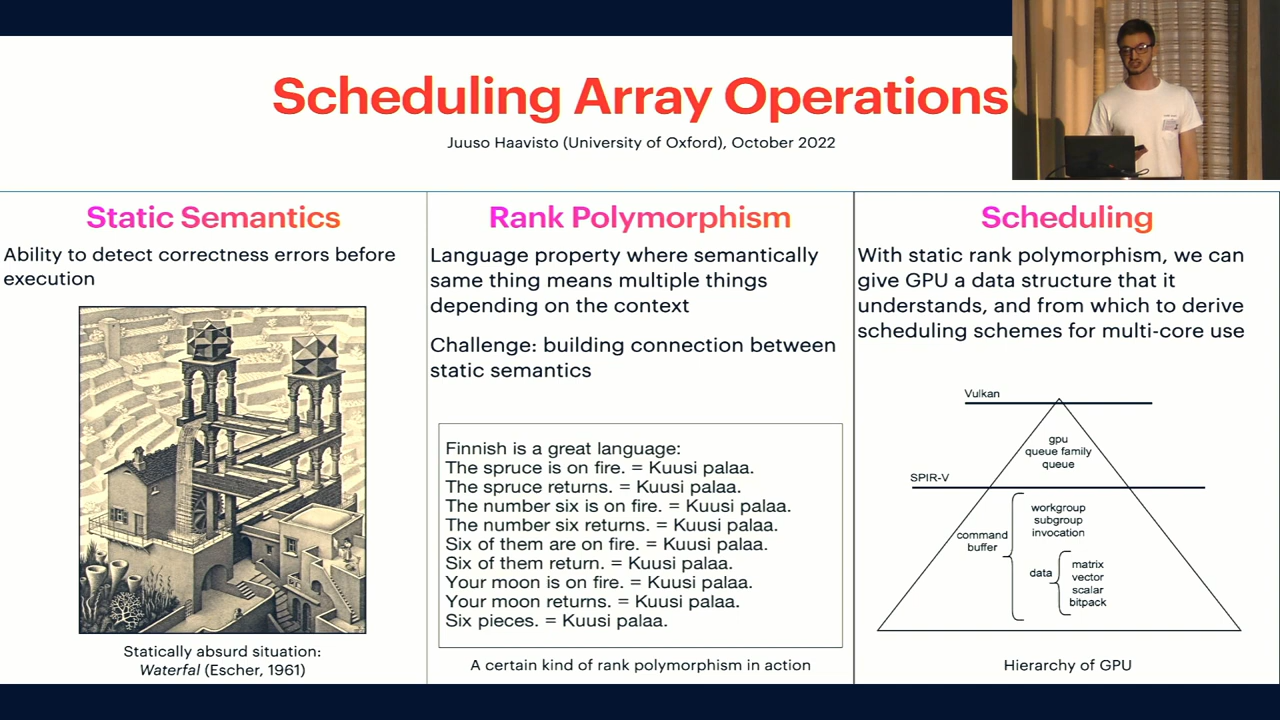 Scheduling Array Operations
Juuso Haavisto (University of Oxford), October 2022
Static Semantics
Ability to detect correctness errors before
execution
Statically absurd situation:
Waterfal (Escher, 1961)
Rank Polymorphism
Language property where semantically
same thing means multiple things
depending on the context
Challenge: building connection between
static semantics
Finnish is a great language:
The spruce is on fire. = Kuusi palaa.
The spruce returns. = Kuusi palaa.
The number six is on fire. = Kuusi palaa.
The number six returns. = Kuusi palaa.
Six of them are on fire. = Kuusi palaa.
Six of them return. = Kuusi palaa.
Your moon is on fire. = Kuusi palaa.
Your moon returns. = Kuusi palaa.
Six pieces. = Kuusi palaa.
A certain kind of rank polymorphism in action
Scheduling
With static rank polymorphism, we can
give GPU a data structure that it
understands, and from which to derive
scheduling schemes for multi-core use
Vulkan
gpu
queue family
queue
SPIR-V
workgroup
subgroup
invocation
command
buffer
data
matrix
vector
scalar
bitpack
Hierarchy of GPU